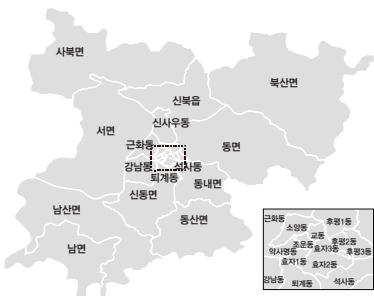 사북면
북산면
신북읍
신사우동
서면
근화동
동면
강남동
석사동
퇴계동
동내면
신동면
남산면
동산면
남면
근화동
소양동
후평1동
교동
조운동
효자3동
후평2동
약사명동
후평3동
효자1동
효자2동
강남동
퇴계동
석사동